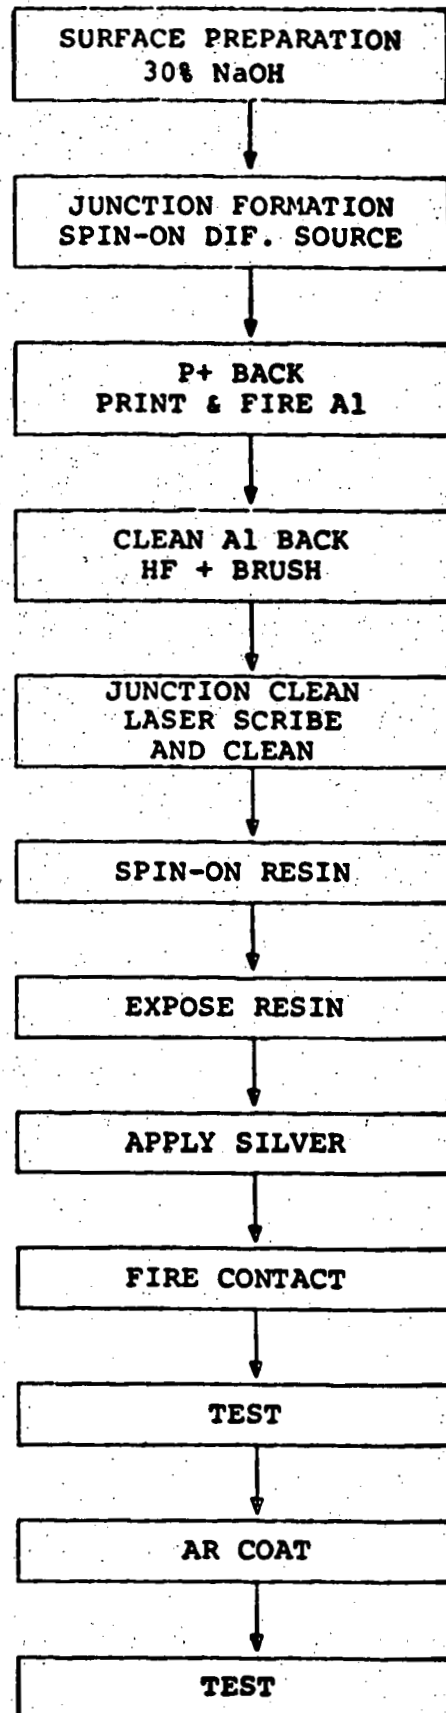 SURFACE PREPARATION
30% NaOH
JUNCTION FORMATION
SPIN-ON DIF. SOURCE
P+ BACK
PRINT & FIRE Al
CLEAN Al BACK
HF + BRUSH
JUNCTION CLEAN
LASER SCRIBE
AND CLEAN
SPIN-ON RESIN
EXPOSE RESIN
APPLY SILVER
FIRE CONTACT
TEST
AR COAT
TEST